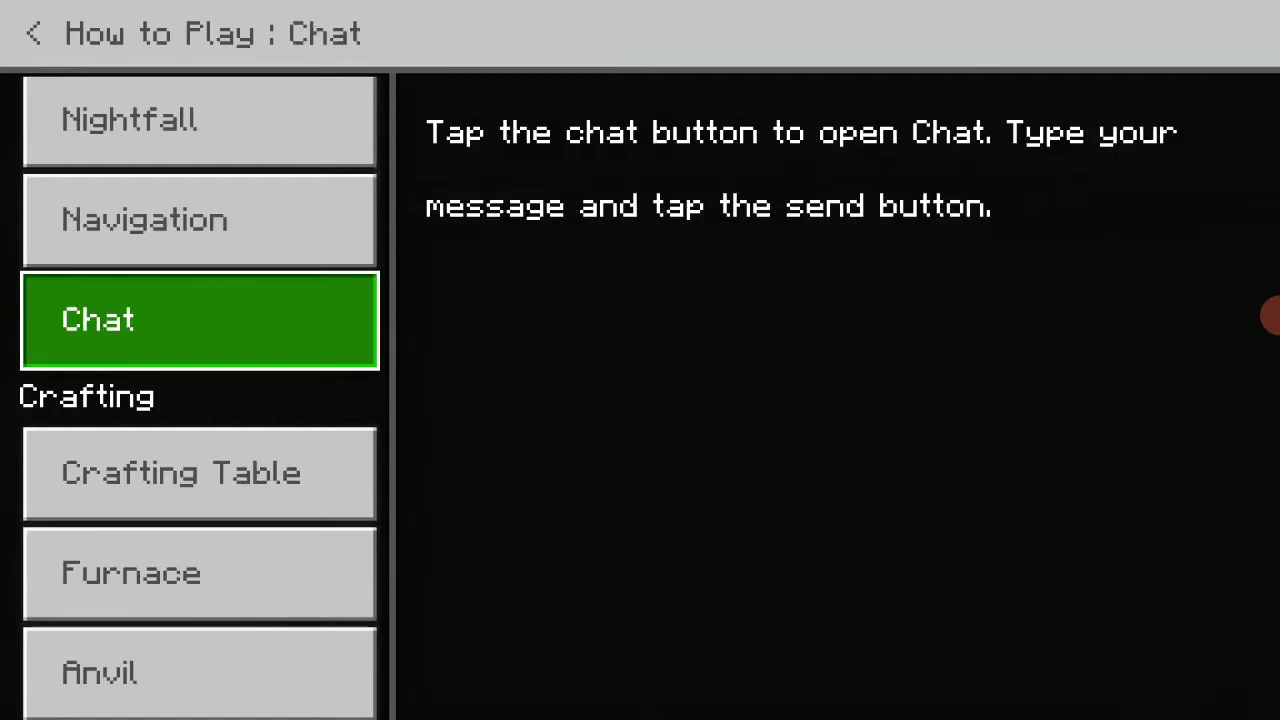 < How to Play : Chat
Nightfall
Navigation
Chat
Crafting
Crafting Table
Furnace
Anvil
Tap the chat button to open Chat. Type your
message and tap the send button.